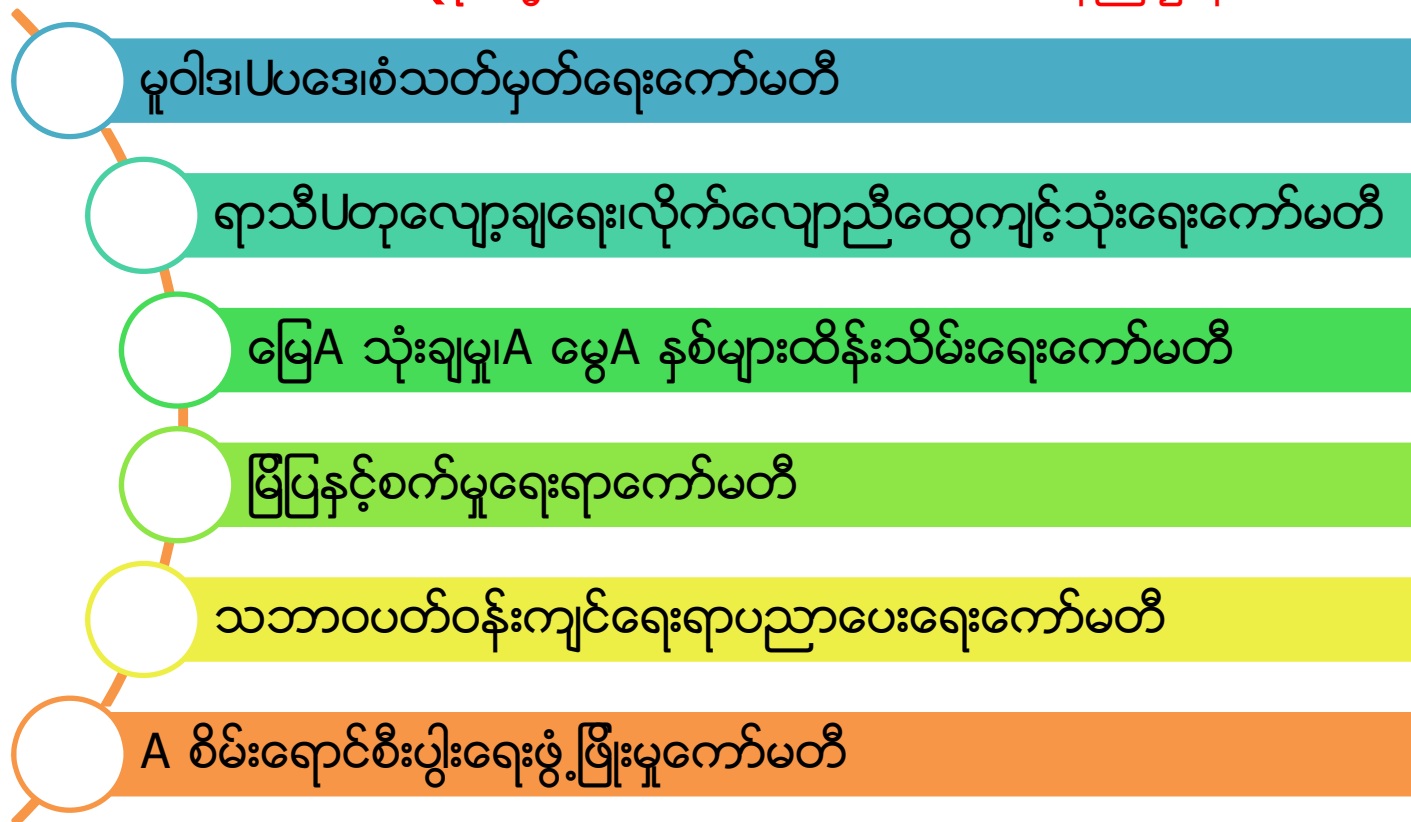 မူဝါဒ၊Uပဒေ၊စံသတ်မှတ်ရေးကော်မတီ
ရာသီUတုလျော့ချရေး၊လိုက်လျောညီထွေကျင့်သုံးရေးကော်မတီ
မြေA သုံးချမှု၊A မွေA နှစ်များထိန်းသိမ်းရေးကော်မတီ
မြို့ပြနှင့်စက်မှုရေးရာကော်မတီ
သဘာဝပတ်ဝန်းကျင်ရေးရာပညာပေးရေးကော်မတီ
A စိမ်းရောင်စီးပွါးရေးဖွံ့ဖြိုးမှုကော်မတီ